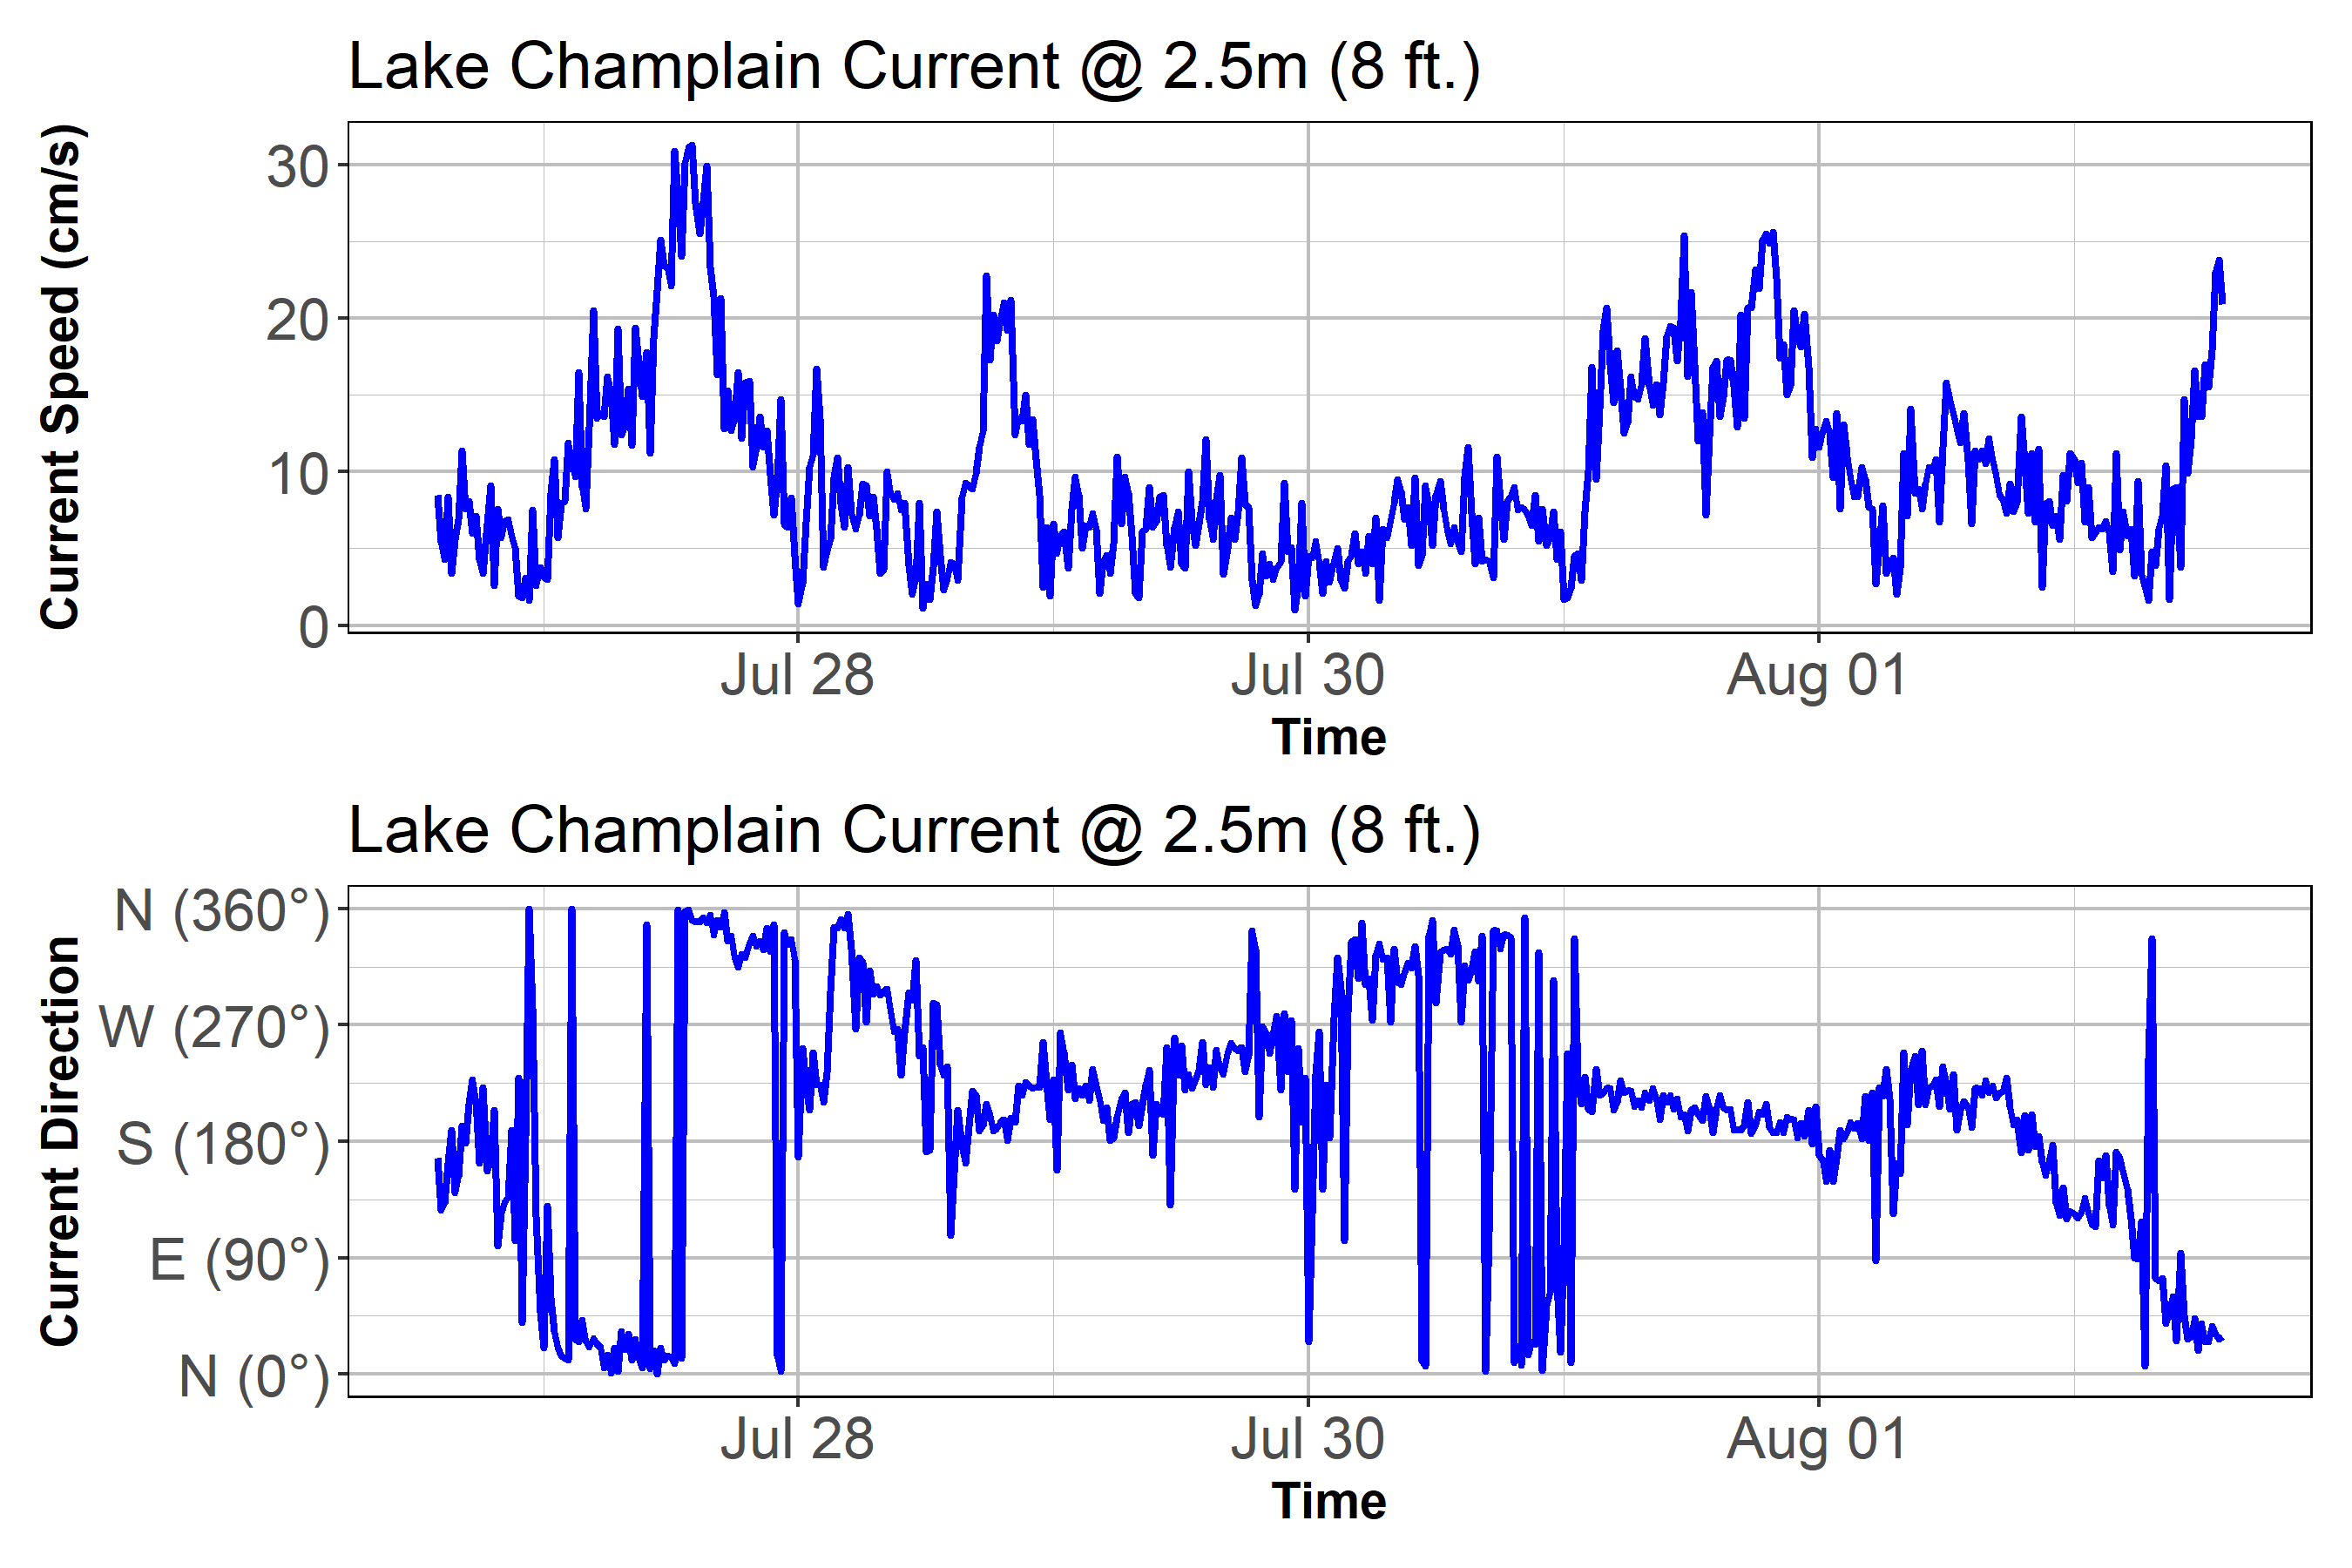 Lake Champlain Current @ 2.5m (8 ft.)
Current Speed (cm/s)
30
20
10
0
Jul 28
Jul 30
Aug 01
Time
Lake Champlain Current @ 2.5m (8 ft.)
Current Direction
N (360°)
W (270°)
S (180°)
E (90°)
N (0°)
Jul 28
Jul 30
Aug 01
Time